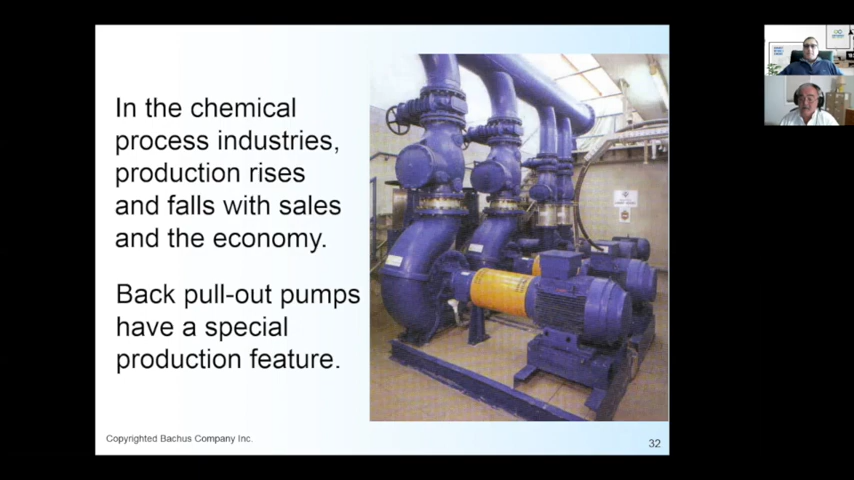 In the chemical
process industries,
production rises
and falls with sales
and the economy.
Back pull-out pumps
have a special
production feature.
Copyrighted Bachus Company Inc.
32